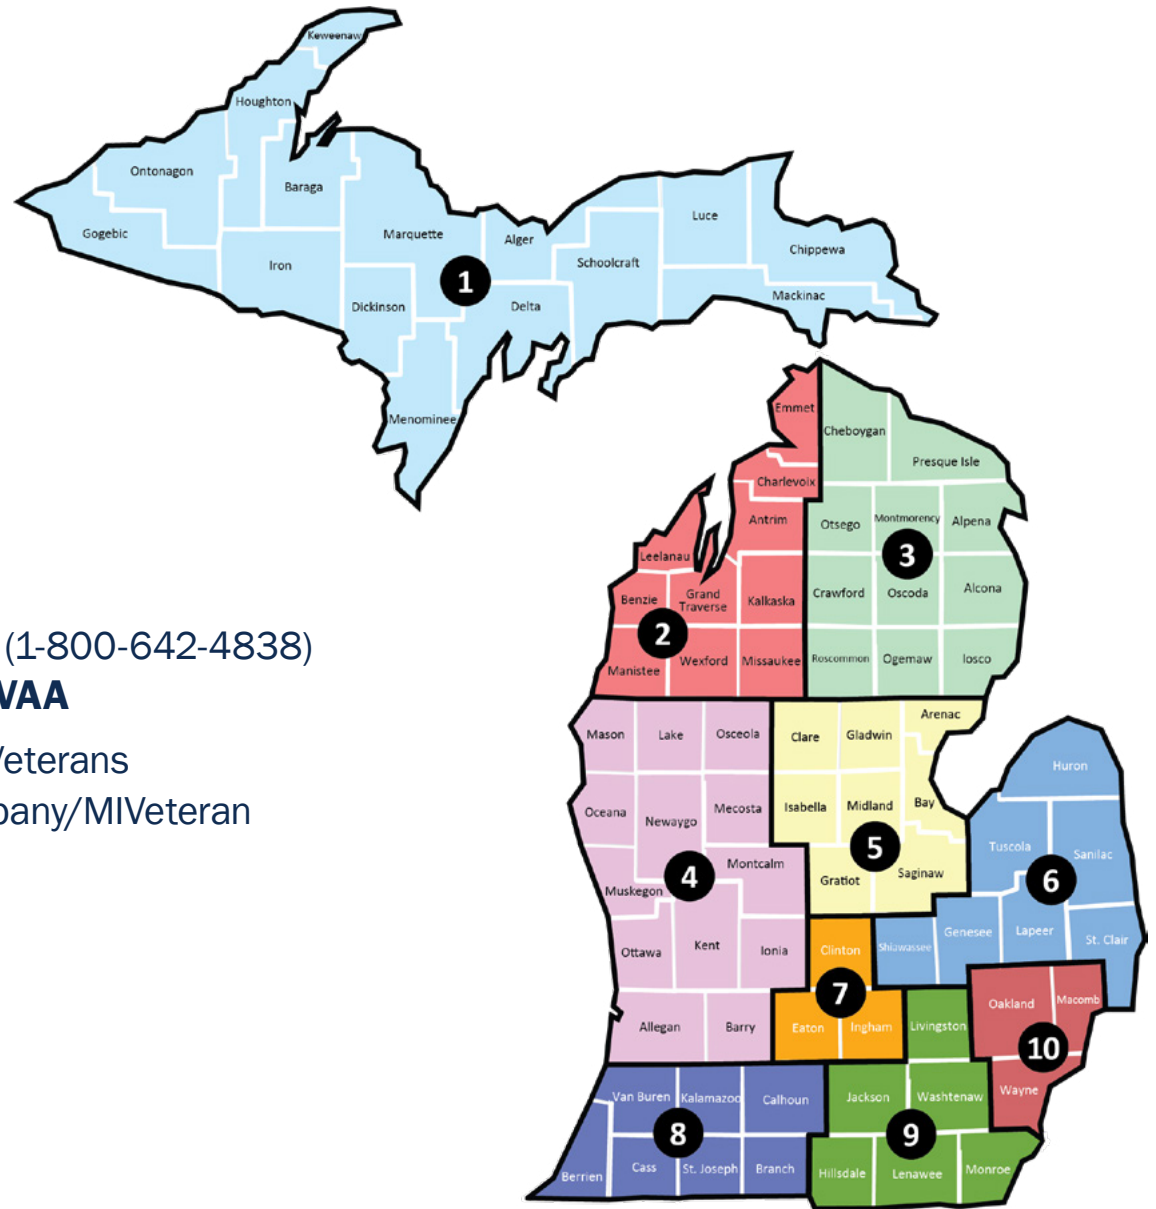 Keweenaw
Houghton
Ontonagon
Baraga
Gogebic
Marquette
Alger
Luce
Chippewa
Iron
Schoolcraft
1
Dickinson
Delta
Mackinac
Menominee
Emmet
Cheboygan
Presque Isle
Charlevoix
Antrim
Otsego
Montmorency
Alpena
3
Leelanau
Benzie
Grand
Traverse
Kalkaska
Crawford
Oscoda
Alcona
2
Manistee
Wexford
Missaukee
Roscommon
Ogemaw
Iosco
(1-800-642-4838)
VAA
Veterans
pany/MIVeteran
Mason
Lake
Osceola
Clare
Gladwin
Arenac
Huron
Oceana
Newaygo
Mecosta
Isabella
Midland
Bay
5
Tuscola
Sanilac
Montcalm
4
Muskegon
Gratiot
Saginaw
6
Ottawa
Kent
Ionia
Clinton
Shiawassee
Genesee
Lapeer
St. Clair
7
Allegan
Barry
Eaton
Ingham
Livingston
Oakland
Macomb
10
Wayne
Van Buren
Kalamazoo
Calhoun
Jackson
Washtenaw
8
9
Berrien
Cass
St. Joseph
Branch
Hillsdale
Lenawee
Monroe